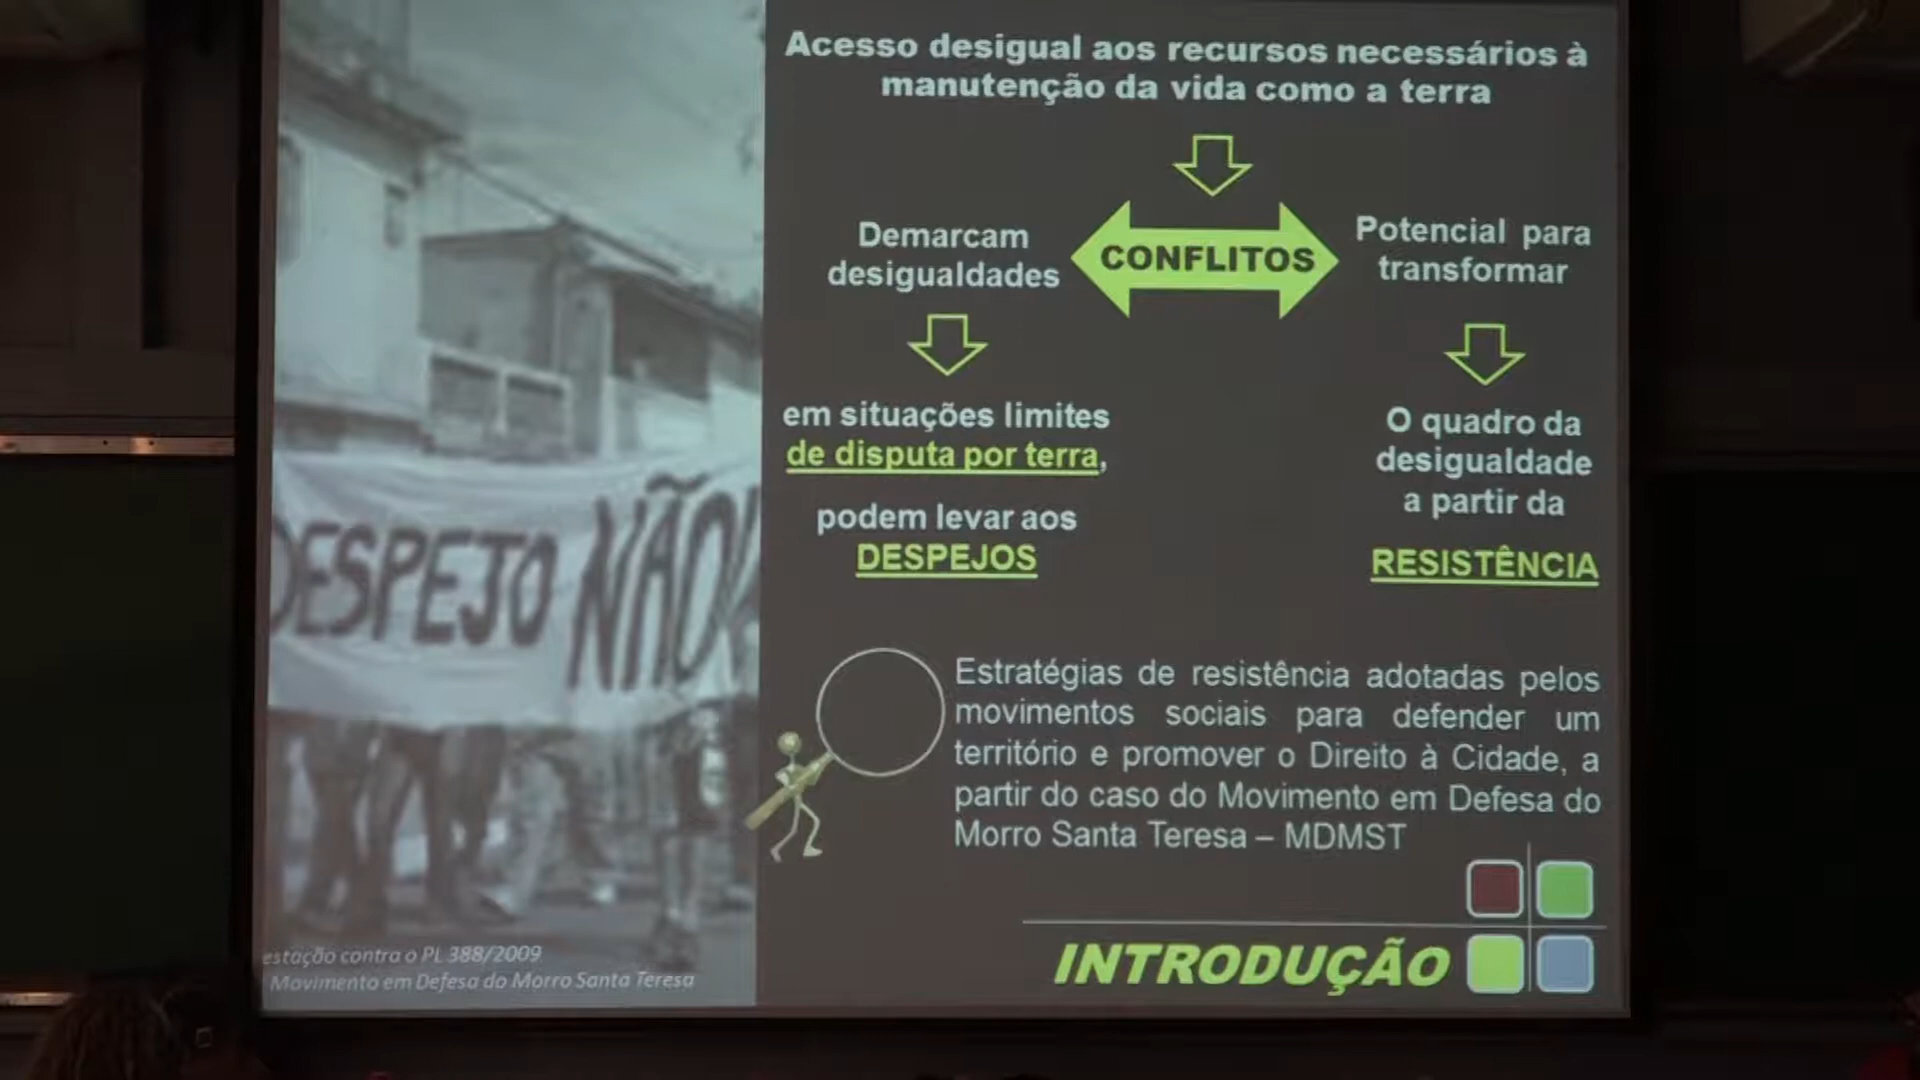 Acesso desigual aos recursos necessários à
manutenção da vida como a terra
Demarcam
desigualdades
CONFLITOS
Potencial para
transformar
em situações limites
de disputa por terra,
podem levar aos
DESPEJOS
O quadro da
desigualdade
a partir da
RESISTÊNCIA
DESPEJO NÃO!
Estratégias de resistência adotadas pelos
movimentos sociais para defender um
território e promover o Direito à Cidade, a
partir do caso do Movimento em Defesa do
Morro Santa Teresa – MDMST
estação contra o PL 388/2009
Movimento em Defesa do Morro Santa Teresa
INTRODUÇÃO